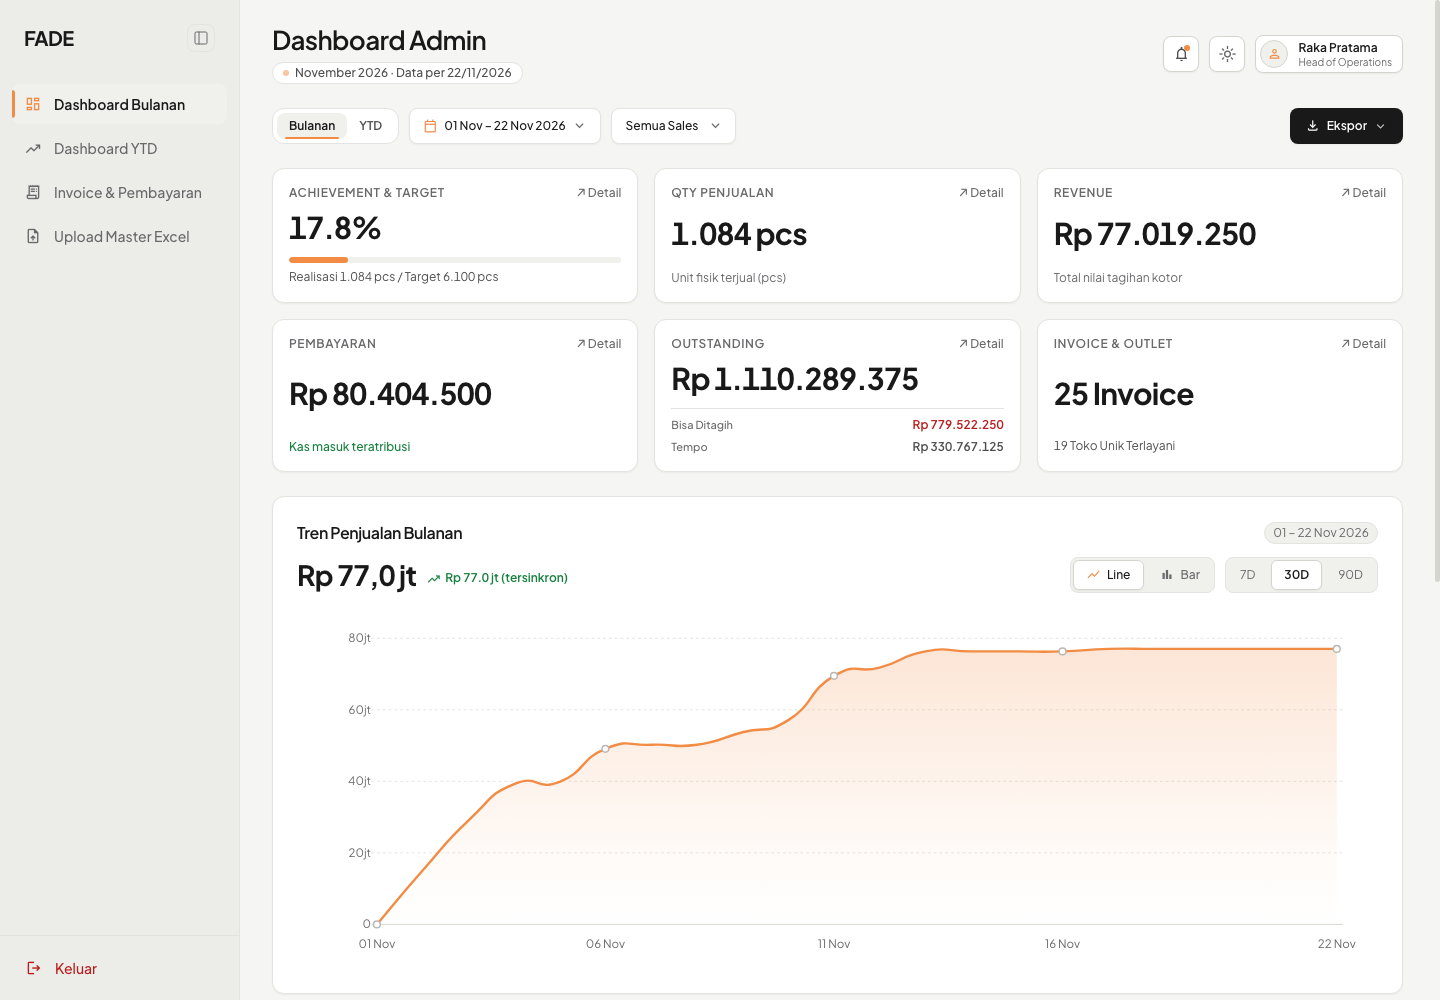 FADE
Dashboard Bulanan
Dashboard YTD
Invoice & Pembayaran
Upload Master Excel
Keluar
Dashboard Admin
November 2026 · Data per 22/11/2026
Raka Pratama
Head of Operations
Bulanan YTD 01 Nov – 22 Nov 2026 Semua Sales Ekspor
ACHIEVEMENT & TARGET Detail
17.8%
Realisasi 1.084 pcs / Target 6.100 pcs
QTY PENJUALAN Detail
1.084 pcs
Unit fisik terjual (pcs)
REVENUE Detail
Rp 77.019.250
Total nilai tagihan kotor
PEMBAYARAN Detail
Rp 80.404.500
Kas masuk teratribusi
OUTSTANDING Detail
Rp 1.110.289.375
Bisa Ditagih Rp 779.522.250
Tempo Rp 330.767.125
INVOICE & OUTLET Detail
25 Invoice
19 Toko Unik Terlayani
Tren Penjualan Bulanan 01 – 22 Nov 2026
Rp 77,0 jt Rp 77.0 jt (tersinkron) Line Bar 7D 30D 90D
80jt
60jt
40jt
20jt
0
01 Nov 06 Nov 11 Nov 16 Nov 22 Nov